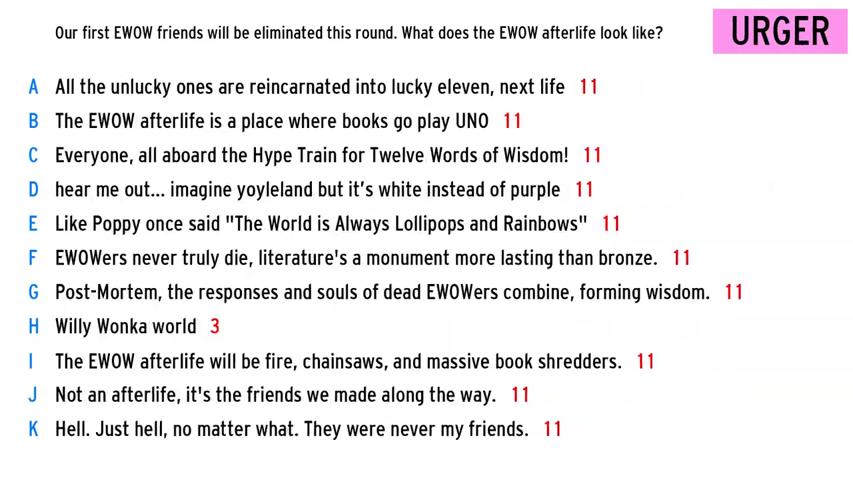 Our first EWOW friends will be eliminated this round. What does the EWOW afterlife look like?
URGER
A All the unlucky ones are reincarnated into lucky eleven, next life 11
B The EWOW afterlife is a place where books go play UNO 11
C Everyone, all aboard the Hype Train for Twelve Words of Wisdom! 11
D hear me out... imagine yoyleland but it's white instead of purple 11
E Like Poppy once said "The World is Always Lollipops and Rainbows" 11
F EWOWers never truly die, literature's a monument more lasting than bronze. 11
G Post-Mortem, the responses and souls of dead EWOWers combine, forming wisdom. 11
H Willy Wonka world 3
I The EWOW afterlife will be fire, chainsaws, and massive book shredders. 11
J Not an afterlife, it's the friends we made along the way. 11
K Hell. Just hell, no matter what. They were never my friends. 11